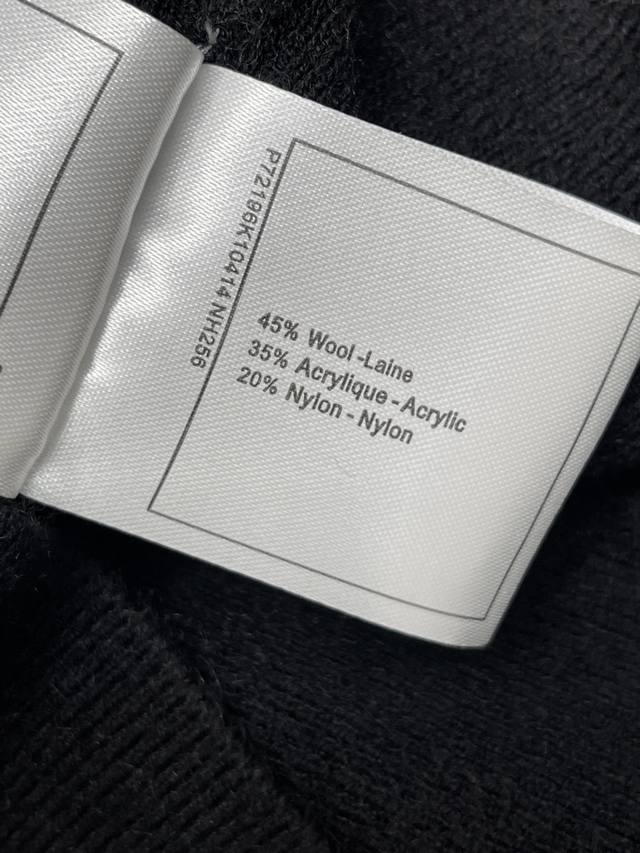 P72196K10414 NH256
45% Wool -Laine
35% Acrylique - Acrylic
20% Nylon - Nylon